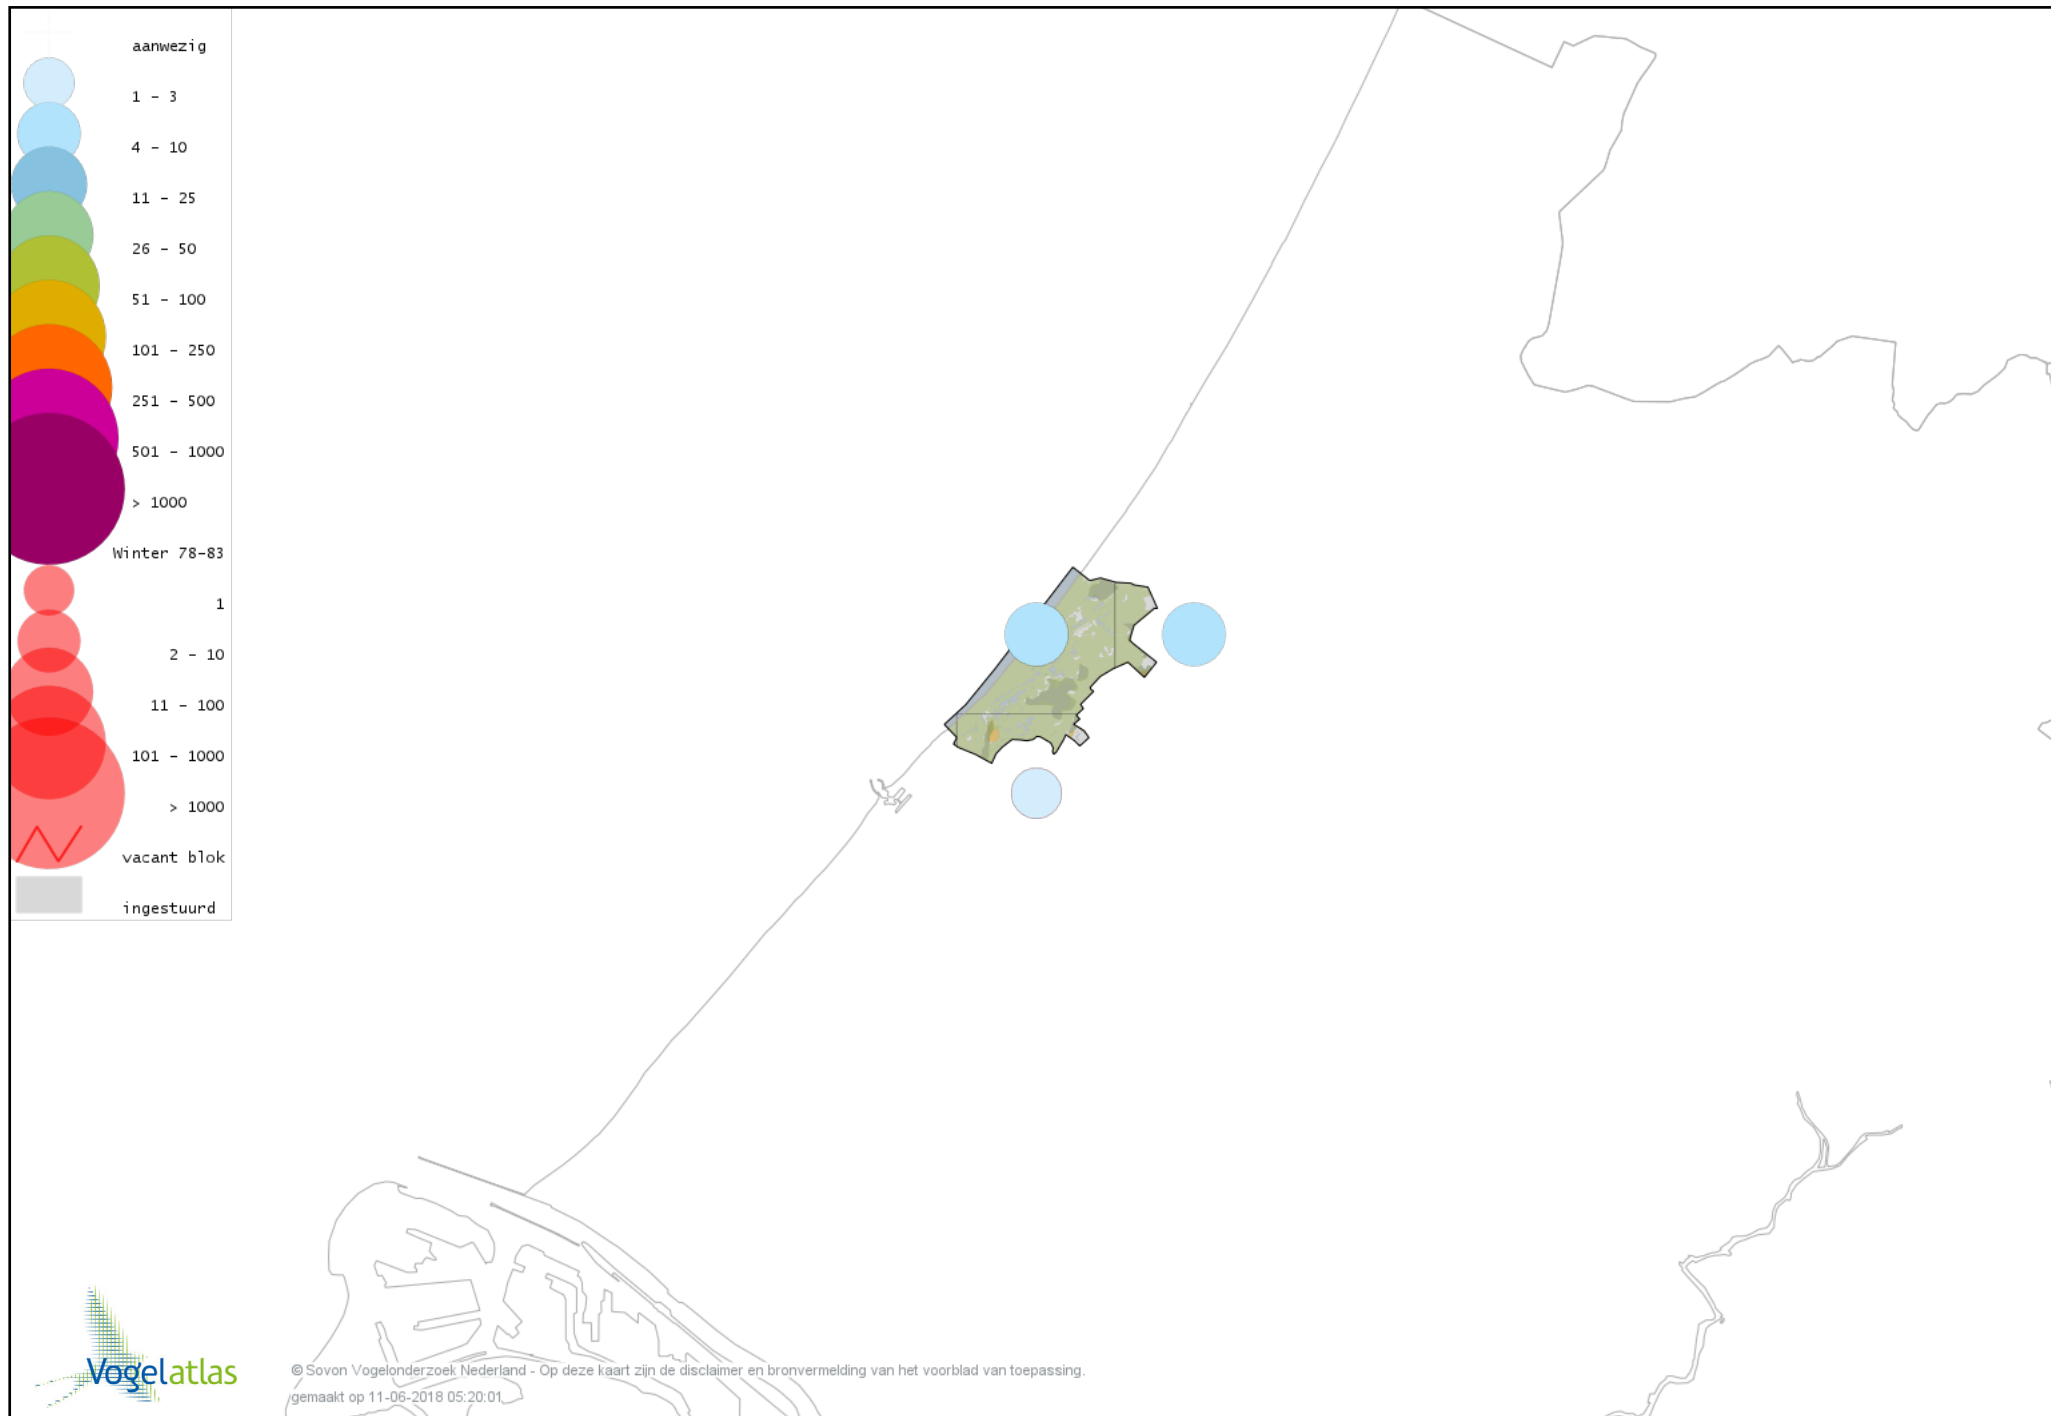 aanwezig
1 - 3
4 - 10
11 - 25
26 - 50
51 - 100
101 - 250
251 - 500
501 - 1000
> 1000
Winter 78-83
1
2 - 10
11 - 100
101 - 1000
> 1000
vacant blok
ingestuurd
Vogelatlas
© Sovon Vogelonderzoek Nederland - Op deze kaart zijn de disclaimer en bronvermelding van het voorblad van toepassing.
gemaakt op 11-06-2018 05:20:01